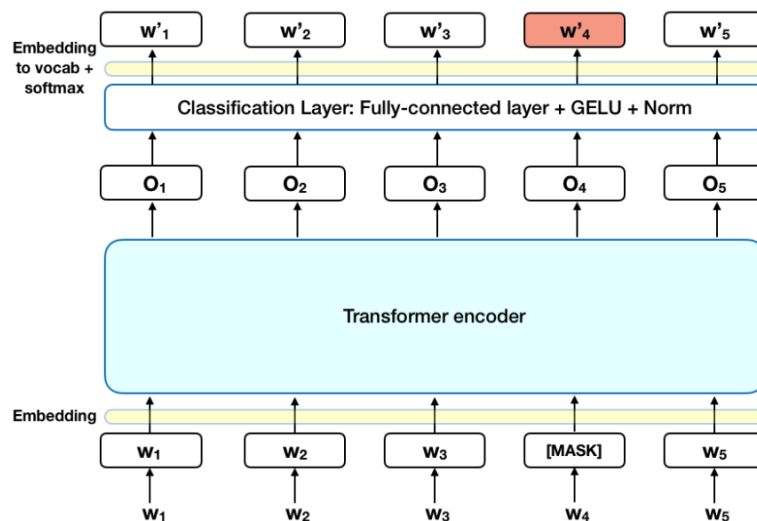 w'₁ w'₂ w'₃ w'₄ w'₅
Embedding
to vocab +
softmax
Classification Layer: Fully-connected layer + GELU + Norm
O₁ O₂ O₃ O₄ O₅
Transformer encoder
Embedding
w₁ w₂ w₃ [MASK] w₅
w₁ w₂ w₃ w₄ w₅